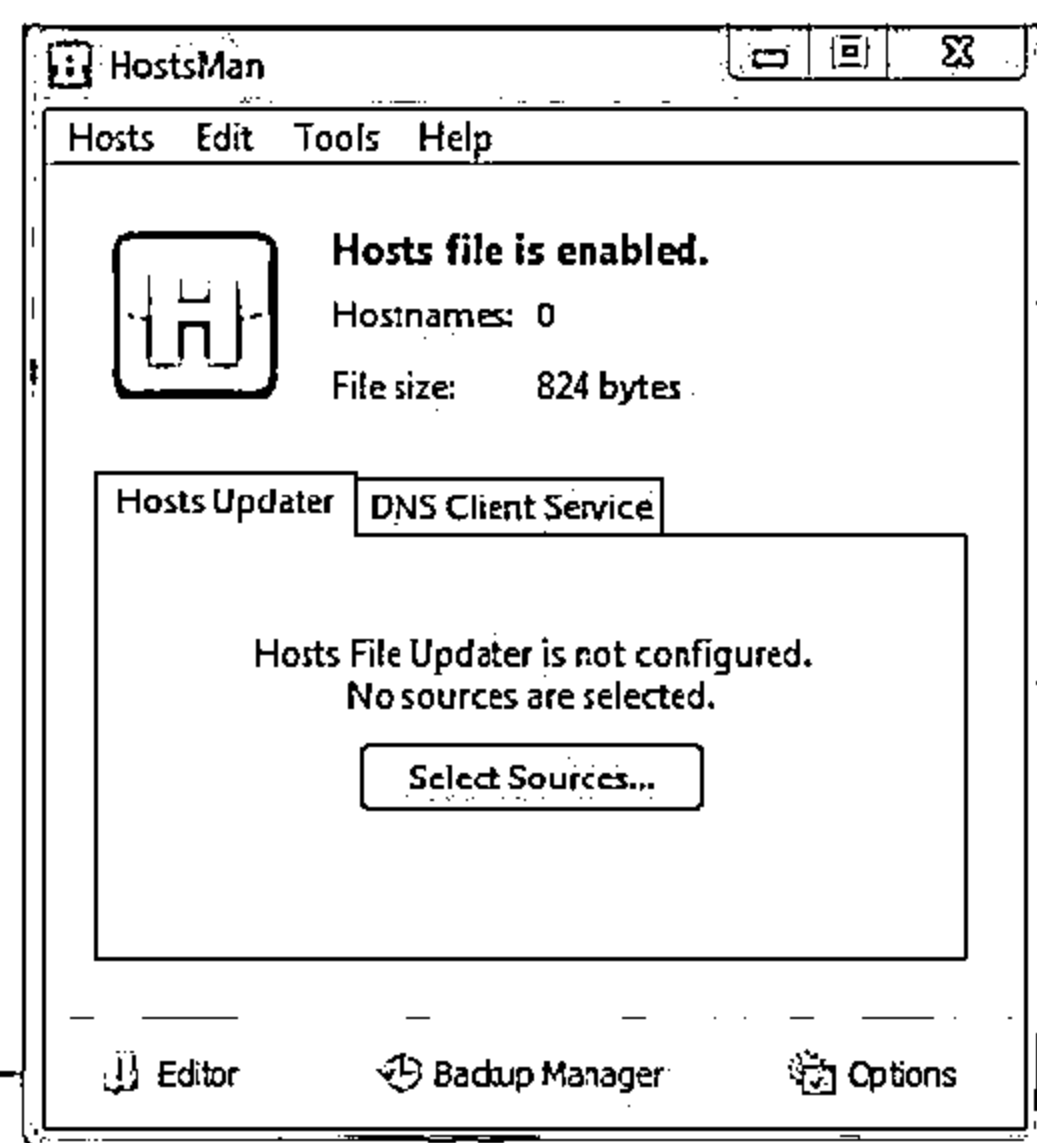 HostsMan
Hosts Edit Tools Help
H
Hosts file is enabled.
Hostnames: 0
File size: 824 bytes
Hosts Updater DNS Client Service
Hosts File Updater is not configured.
No sources are selected.
Select Sources...
Editor Backup Manager Options